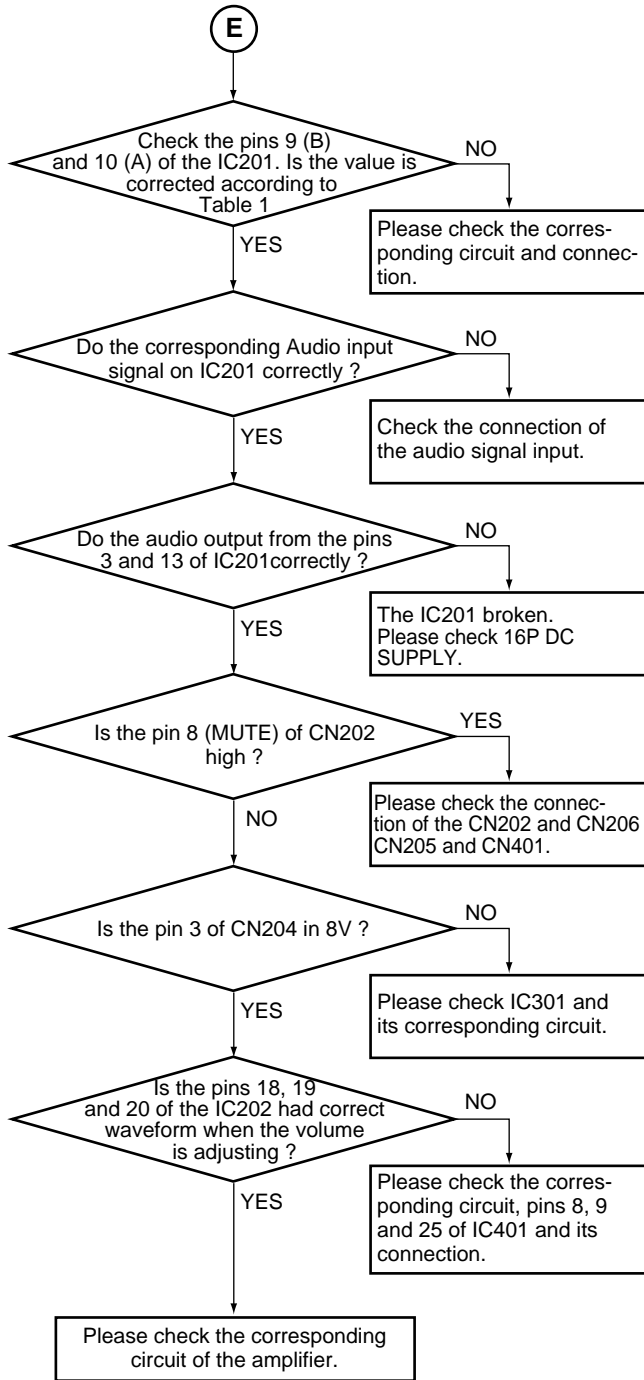 E
Check the pins 9 (B)
and 10 (A) of the IC201. Is the value is
corrected according to
Table 1
NO
Please check the corres-
ponding circuit and connec-
tion.
YES
Do the corresponding Audio input
signal on IC201 correctly ?
NO
Check the connection of
the audio signal input.
YES
Do the audio output from the pins
3 and 13 of IC201correctly ?
NO
The IC201 broken.
Please check 16P DC
SUPPLY.
YES
Is the pin 8 (MUTE) of CN202
high ?
YES
Please check the connec-
tion of the CN202 and CN206
CN205 and CN401.
NO
Is the pin 3 of CN204 in 8V ?
NO
Please check IC301 and
its corresponding circuit.
YES
Is the pins 18, 19
and 20 of the IC202 had correct
waveform when the volume
is adjusting ?
NO
Please check the corres-
ponding circuit, pins 8, 9
and 25 of IC401 and its
connection.
YES
Please check the corresponding
circuit of the amplifier.